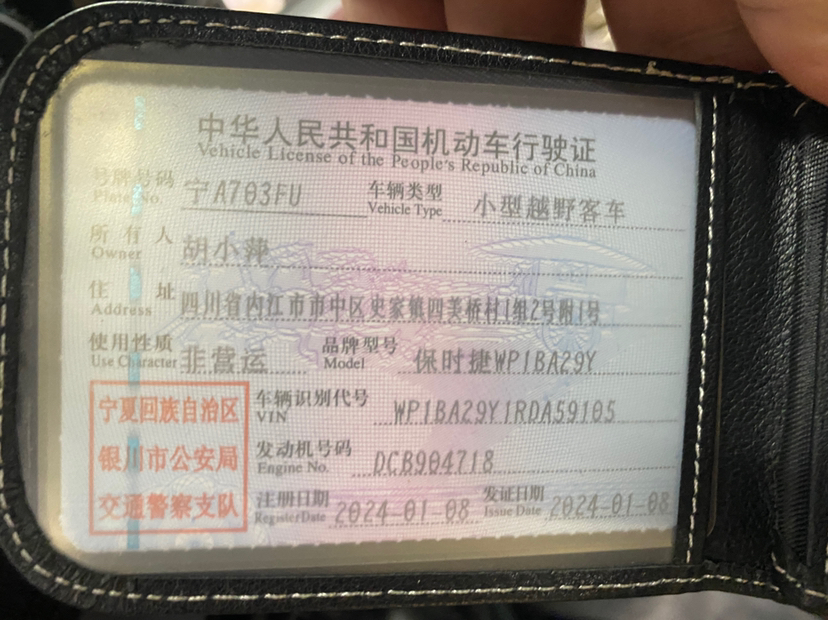 中华人民共和国机动车行驶证
Vehicle License of the People's Republic of China
号牌号码 宁A703FU 车辆类型 小型越野客车
Plate No. Vehicle Type
所有人 胡小萍
Owner
住址 四川省内江市市中区史家镇四美桥村1组2号附1号
Address
使用性质 非营运 品牌型号 保时捷WP1BA29Y
Use Character Model
宁夏回族自治区
银川市公安局
交通警察支队
车辆识别代号 WP1BA29Y1RDA59105
VIN
发动机号码 DCB904718
Engine No.
注册日期 2024-01-08 发证日期 2024-01-08
Register Date Issue Date